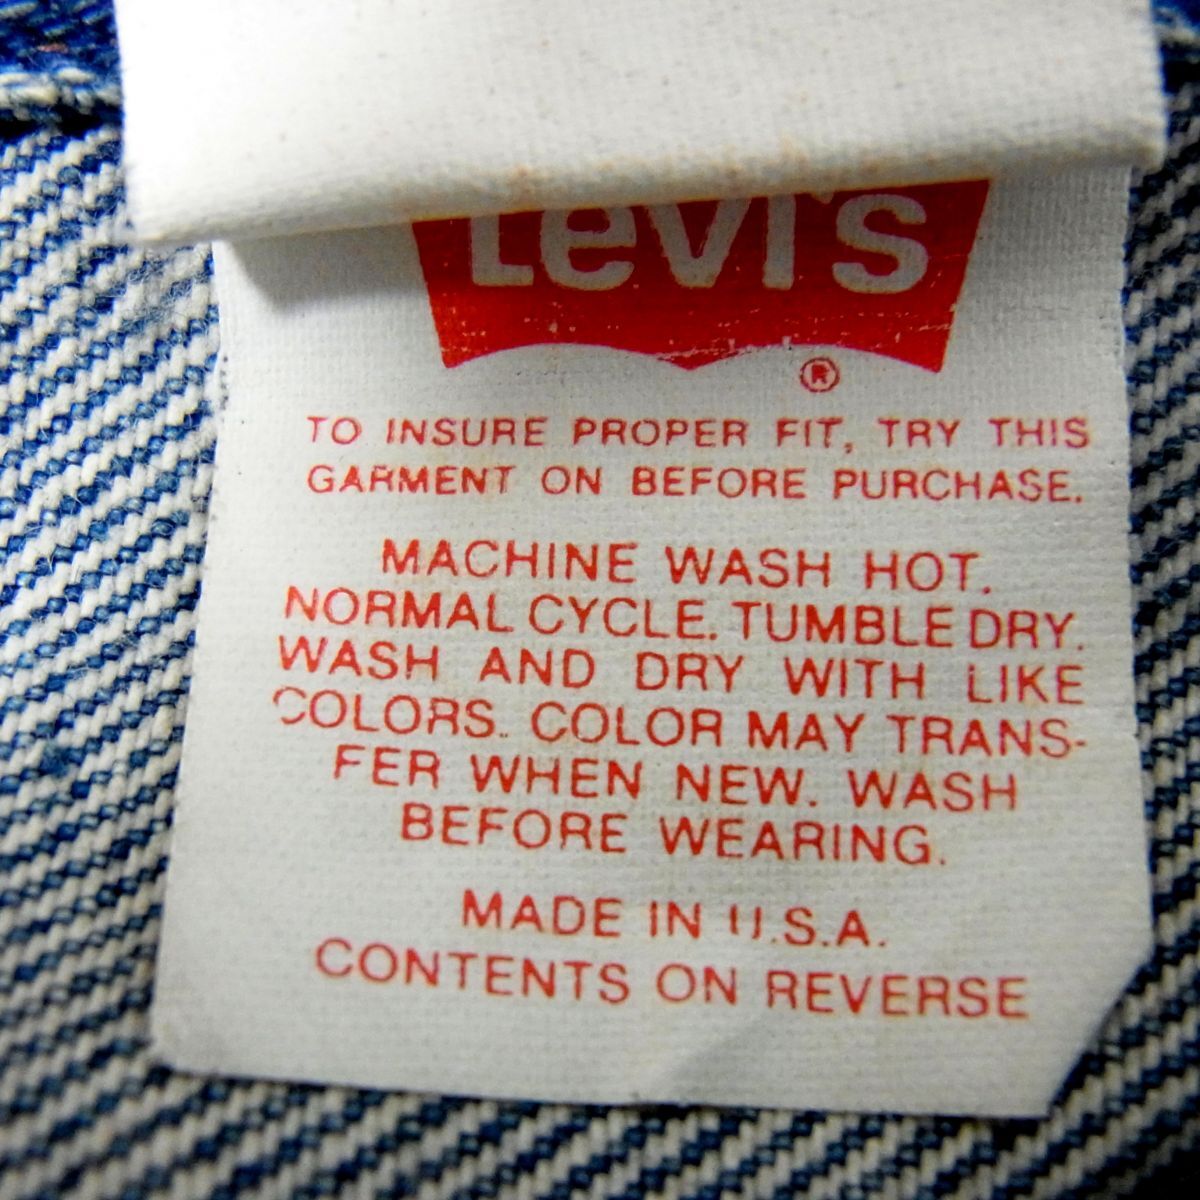 Levi's
®
TO INSURE PROPER FIT, TRY THIS
GARMENT ON BEFORE PURCHASE.
MACHINE WASH HOT.
NORMAL CYCLE. TUMBLE DRY.
WASH AND DRY WITH LIKE
COLORS. COLOR MAY TRANS-
FER WHEN NEW. WASH
BEFORE WEARING.
MADE IN U.S.A.
CONTENTS ON REVERSE